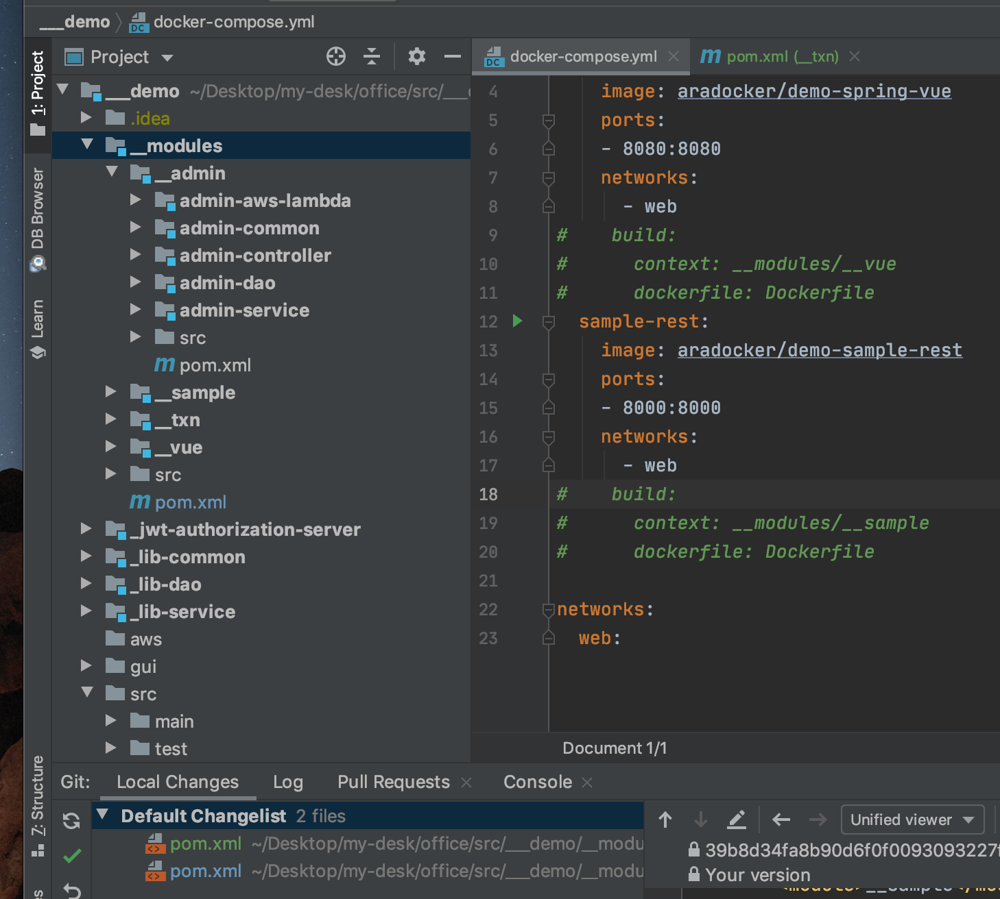 ___demo
docker-compose.yml
1: Project
DB Browser
Learn
7: Structure
Project
___demo ~/Desktop/my-desk/office/src/___
.idea
__modules
__admin
admin-aws-lambda
admin-common
admin-controller
admin-dao
admin-service
src
m pom.xml
__sample
__txn
__vue
src
m pom.xml
_jwt-authorization-server
_lib-common
_lib-dao
_lib-service
aws
gui
src
main
test
DC docker-compose.yml
m pom.xml (__txn)
4 image: aradocker/demo-spring-vue
5 ports:
6 - 8080:8080
7 networks:
8 - web
9 # build:
10 # context: __modules/__vue
11 # dockerfile: Dockerfile
12 sample-rest:
13 image: aradocker/demo-sample-rest
14 ports:
15 - 8000:8000
16 networks:
17 - web
18 # build:
19 # context: __modules/__sample
20 # dockerfile: Dockerfile
21
22 networks:
23 web:
Document 1/1
Git: Local Changes Log Pull Requests Console
Default Changelist 2 files
pom.xml ~/Desktop/my-desk/office/src/___demo/__modu
pom.xml ~/Desktop/my-desk/office/src/___demo/__modu
Unified viewer
39b8d34fa8b90d6f0f0093093227f
Your version